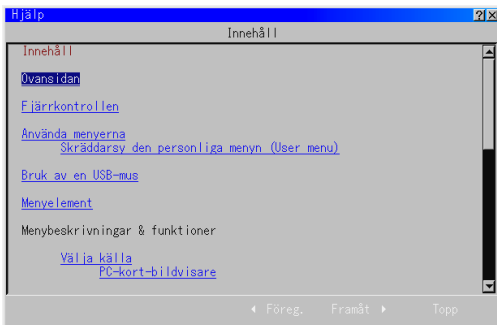 Hjälp
Innehåll
Innehåll
Ovansidan
Fjärrkontrollen
Använda menyerna
Skräddarsy den personliga menyn (User menu)
Bruk av en USB-mus
Menyelement
Menybeskrivningar & funktioner
Välja källa
PC-kort-bildvisare
Föreg. Framåt Topp